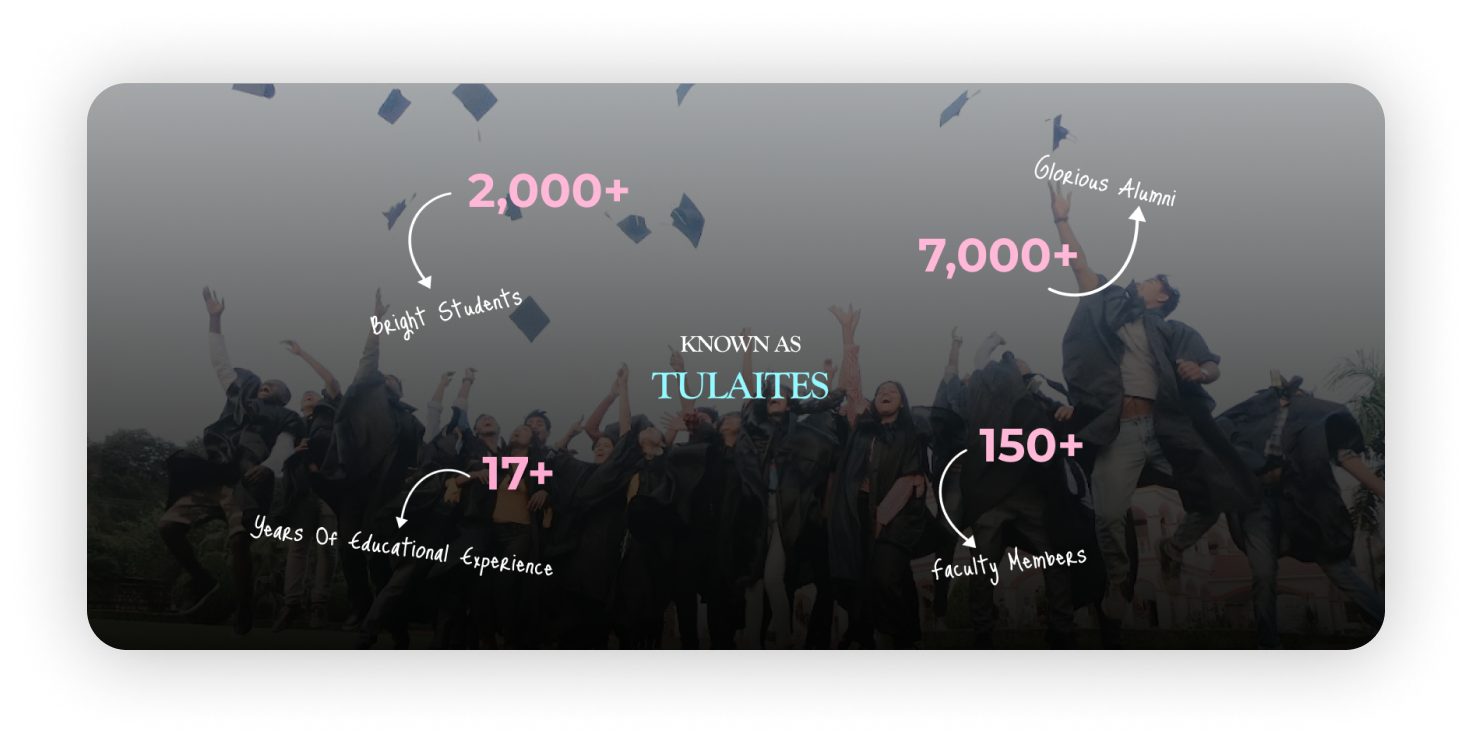 2,000+
Bright Students
Glorious Alumni
7,000+
KNOWN AS
TULAITES
17+
Years Of Educational Experience
150+
Faculty Members